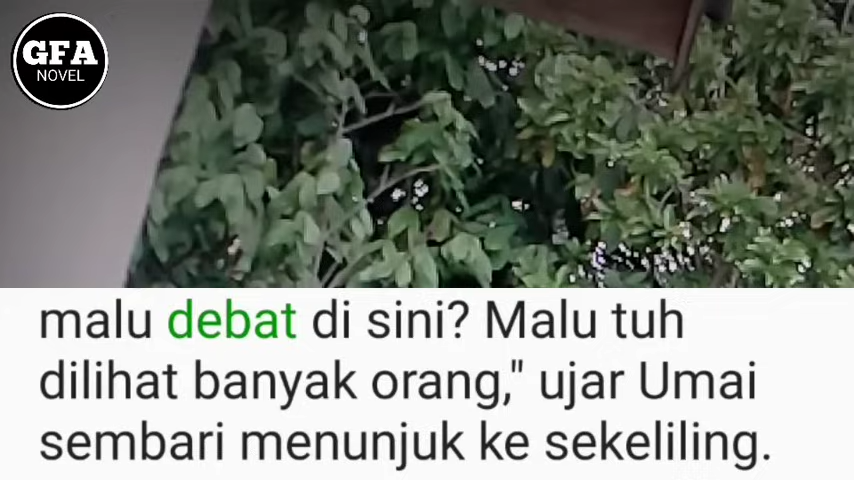 GFA
NOVEL
malu debat di sini? Malu tuh
dilihat banyak orang," ujar Umai
sembari menunjuk ke sekeliling.